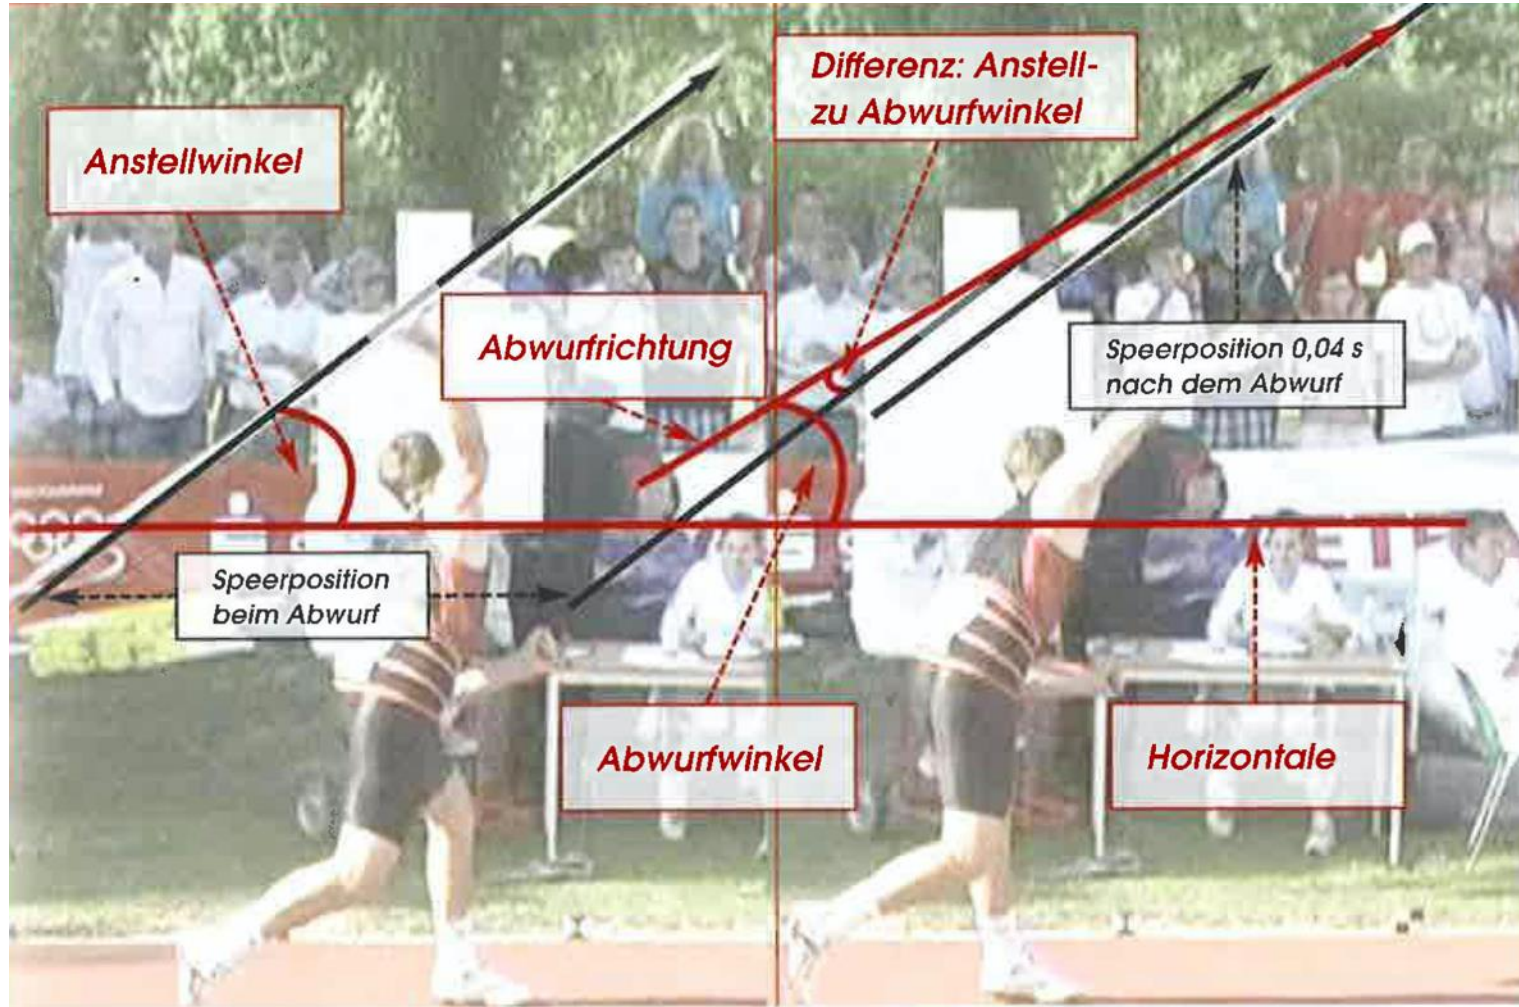 Differenz: Anstell-
zu Abwurfwinkel
Anstellwinkel
Abwurfrichtung
Speerposition 0,04 s
nach dem Abwurf
Speerposition
beim Abwurf
Abwurfwinkel
Horizontale